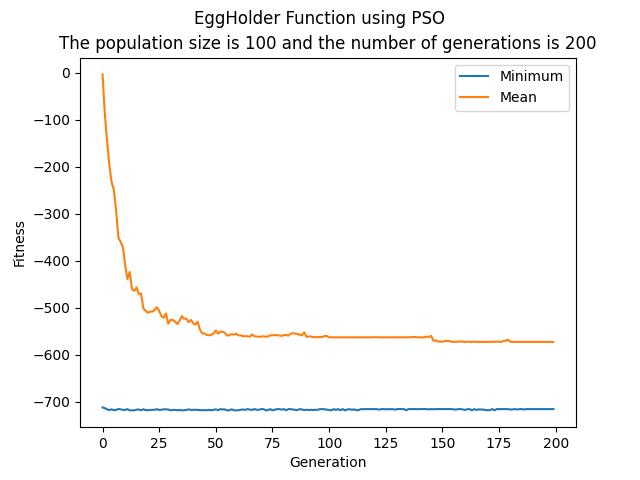 EggHolder Function using PSO
The population size is 100 and the number of generations is 200
Minimum
Mean
Fitness
0
−100
−200
−300
−400
−500
−600
−700
0
25
50
75
100
125
150
175
200
Generation